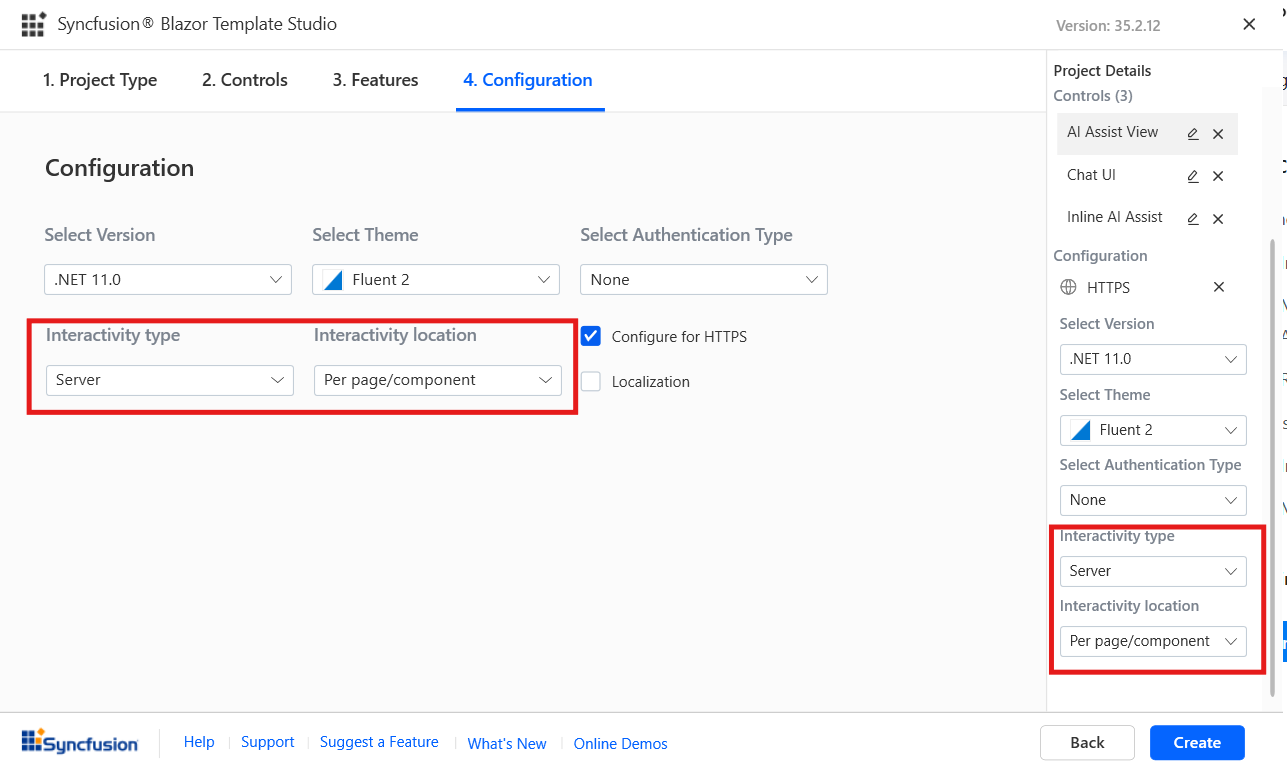 Syncfusion® Blazor Template Studio
Version: 35.2.12
1. Project Type
2. Controls
3. Features
4. Configuration
Configuration
Select Version
Select Theme
Select Authentication Type
.NET 11.0
Fluent 2
None
Interactivity type
Interactivity location
Configure for HTTPS
Server
Per page/component
Localization
Project Details
Controls (3)
AI Assist View
Chat UI
Inline AI Assist
Configuration
HTTPS
Select Version
.NET 11.0
Select Theme
Fluent 2
Select Authentication Type
None
Interactivity type
Server
Interactivity location
Per page/component
Syncfusion
Help
Support
Suggest a Feature
What's New
Online Demos
Back
Create